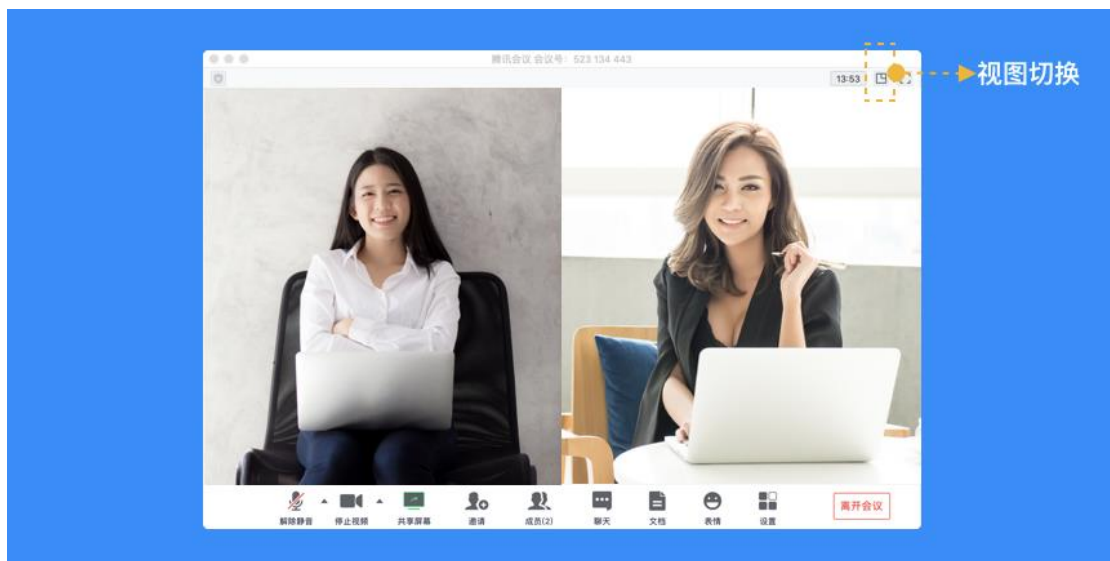 腾讯会议 会议号：523 134 443
13:53
视图切换
解除静音
停止视频
共享屏幕
邀请
成员(2)
聊天
文档
表情
设置
离开会议